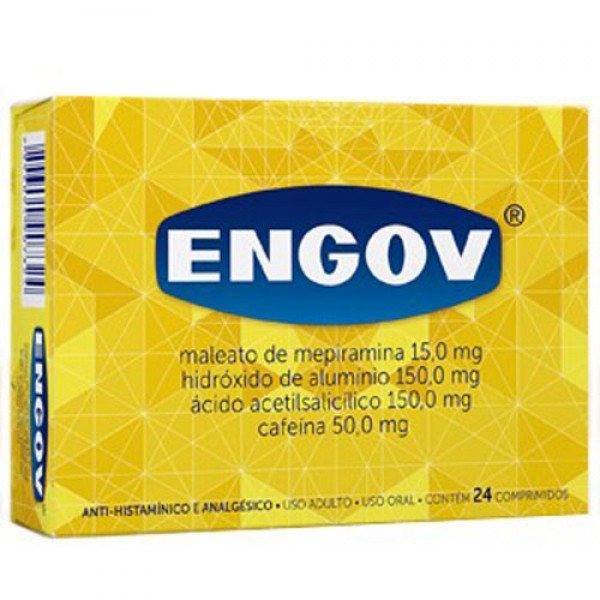 ENGOV®
maleato de mepiramina 15,0 mg
hidróxido de alumínio 150,0 mg
ácido acetilsalicílico 150,0 mg
cafeína 50,0 mg
ANTI-HISTAMÍNICO E ANALGÉSICO • USO ADULTO • USO ORAL • CONTÉM 24 COMPRIMIDOS
ENGOV